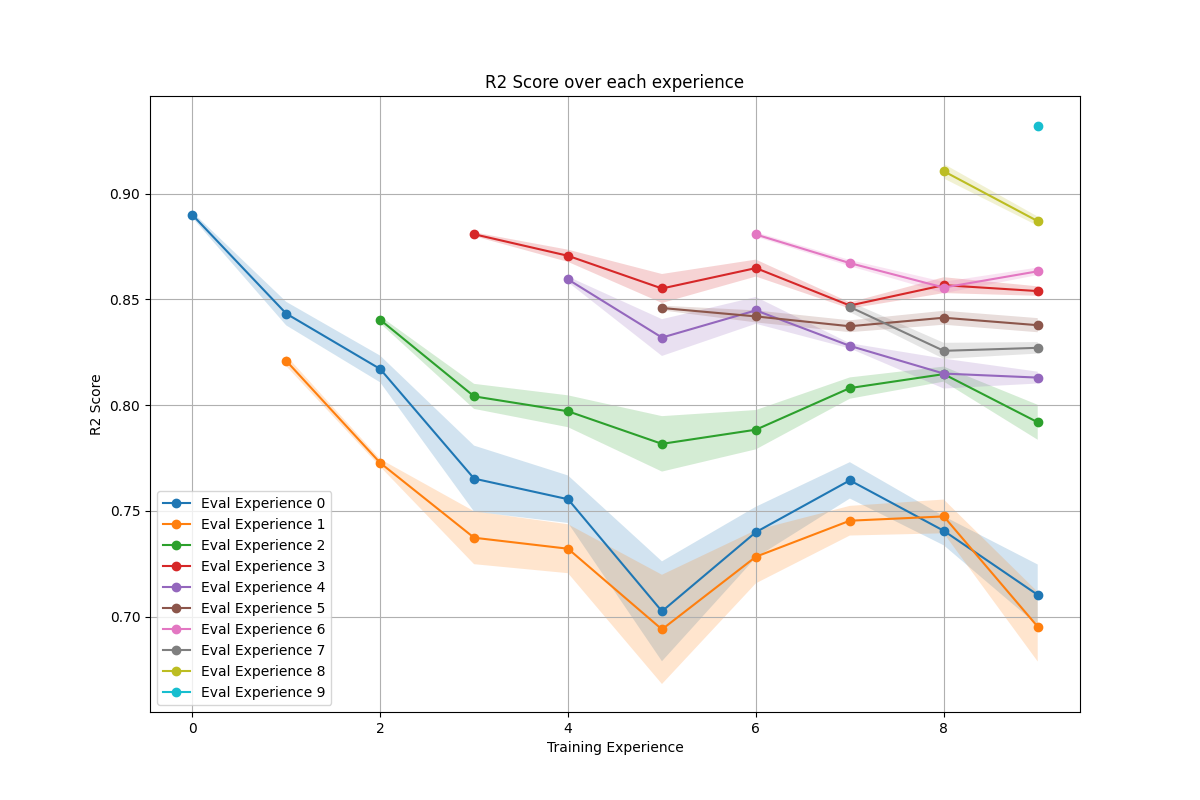 R2 Score over each experience
R2 Score
0.90
0.85
0.80
0.75
0.70
Eval Experience 0
Eval Experience 1
Eval Experience 2
Eval Experience 3
Eval Experience 4
Eval Experience 5
Eval Experience 6
Eval Experience 7
Eval Experience 8
Eval Experience 9
0 2 4 6 8
Training Experience